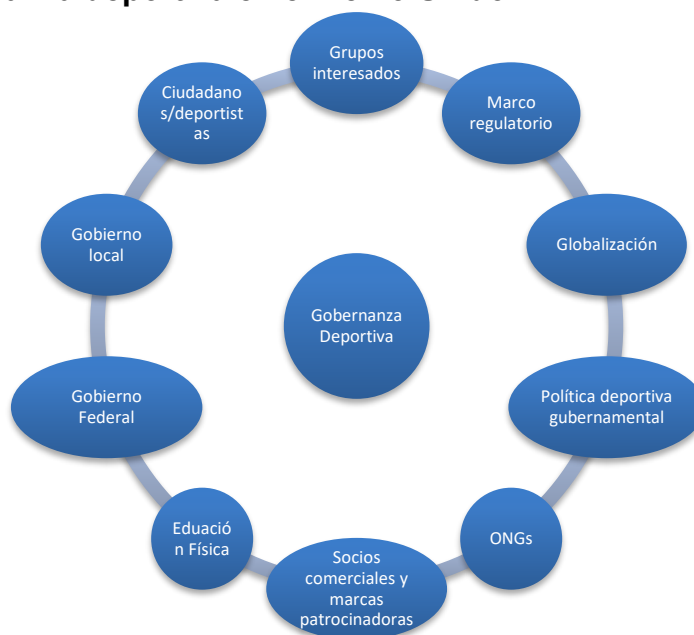 Grupos
interesados
Marco
regulatorio
Globalización
Política deportiva
gubernamental
ONGs
Socios
comerciales y
marcas
patrocinadoras
Eduació
n Física
Gobierno
Federal
Gobierno
local
Ciudadano
s/deportist
as
Gobernanza
Deportiva